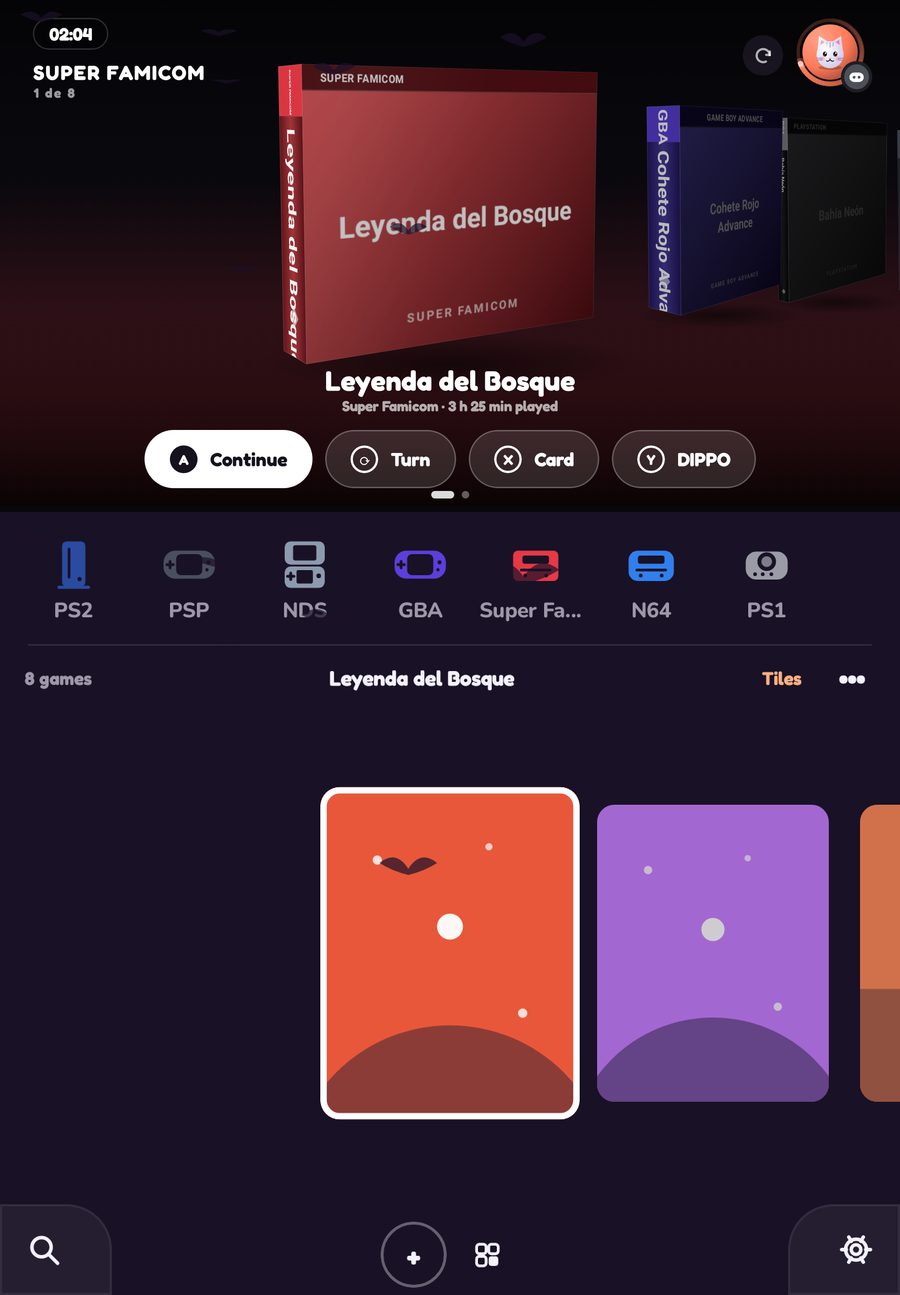 02:04
SUPER FAMICOM
1 de 8
SUPER FAMICOM
Leyenda del Bosque
Leyenda del Bosque
SUPER FAMICOM
GBA Cohete Rojo Adva
GAME BOY ADVANCE
Cohete Rojo
Advance
GAME BOY ADVANCE
PLAYSTATION
Bahía Neón
Leyenda del Bosque
Super Famicom · 3 h 25 min played
A Continue
Turn
X Card
Y DIPPO
PS2
PSP
NDS
GBA
Super Fa...
N64
PS1
8 games
Leyenda del Bosque
Tiles